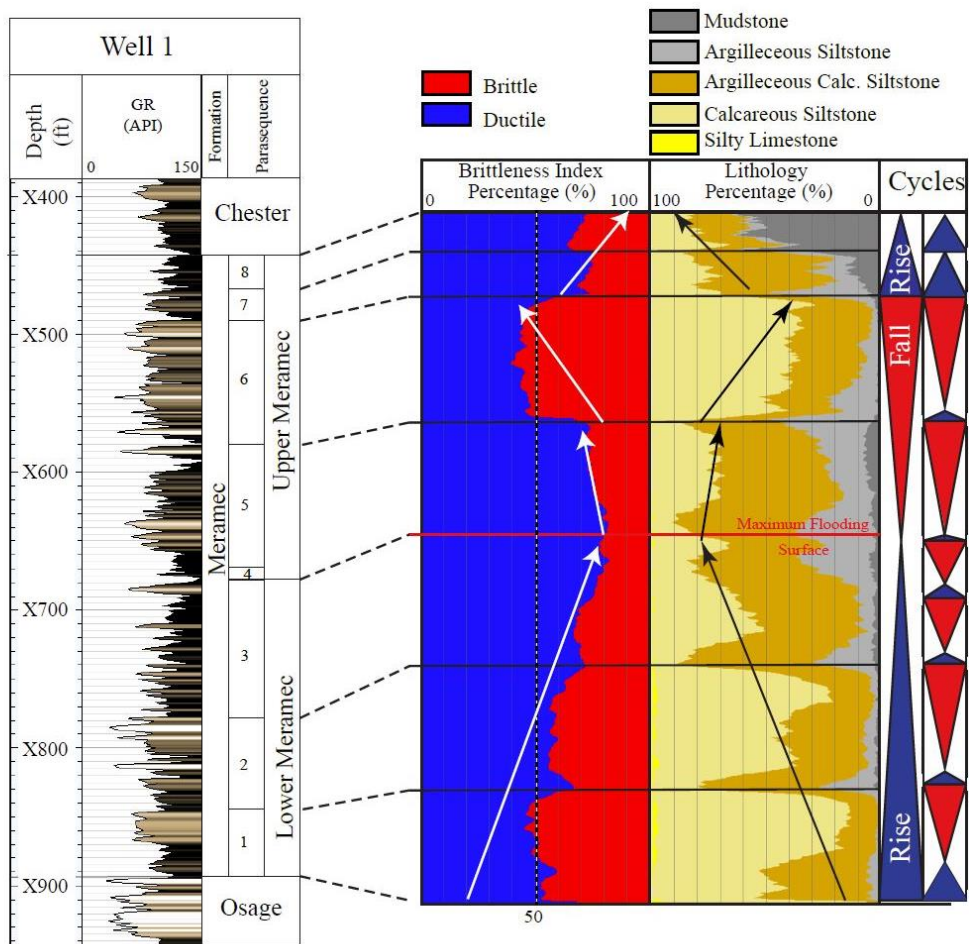 Well 1
Depth
(ft)
GR
(API)
0 150
Formation
Parasequence
X400
X500
X600
X700
X800
X900
Chester
Meramec
Osage
8
7
6
5
4
3
2
1
Upper Meramec
Lower Meramec
Brittle
Ductile
Mudstone
Argilleceous Siltstone
Argilleceous Calc. Siltstone
Calcareous Siltstone
Silty Limestone
Brittleness Index
Percentage (%)
0 100
Lithology
Percentage (%)
100 0
Cycles
Maximum Flooding
Surface
50
Rise
Fall
Rise